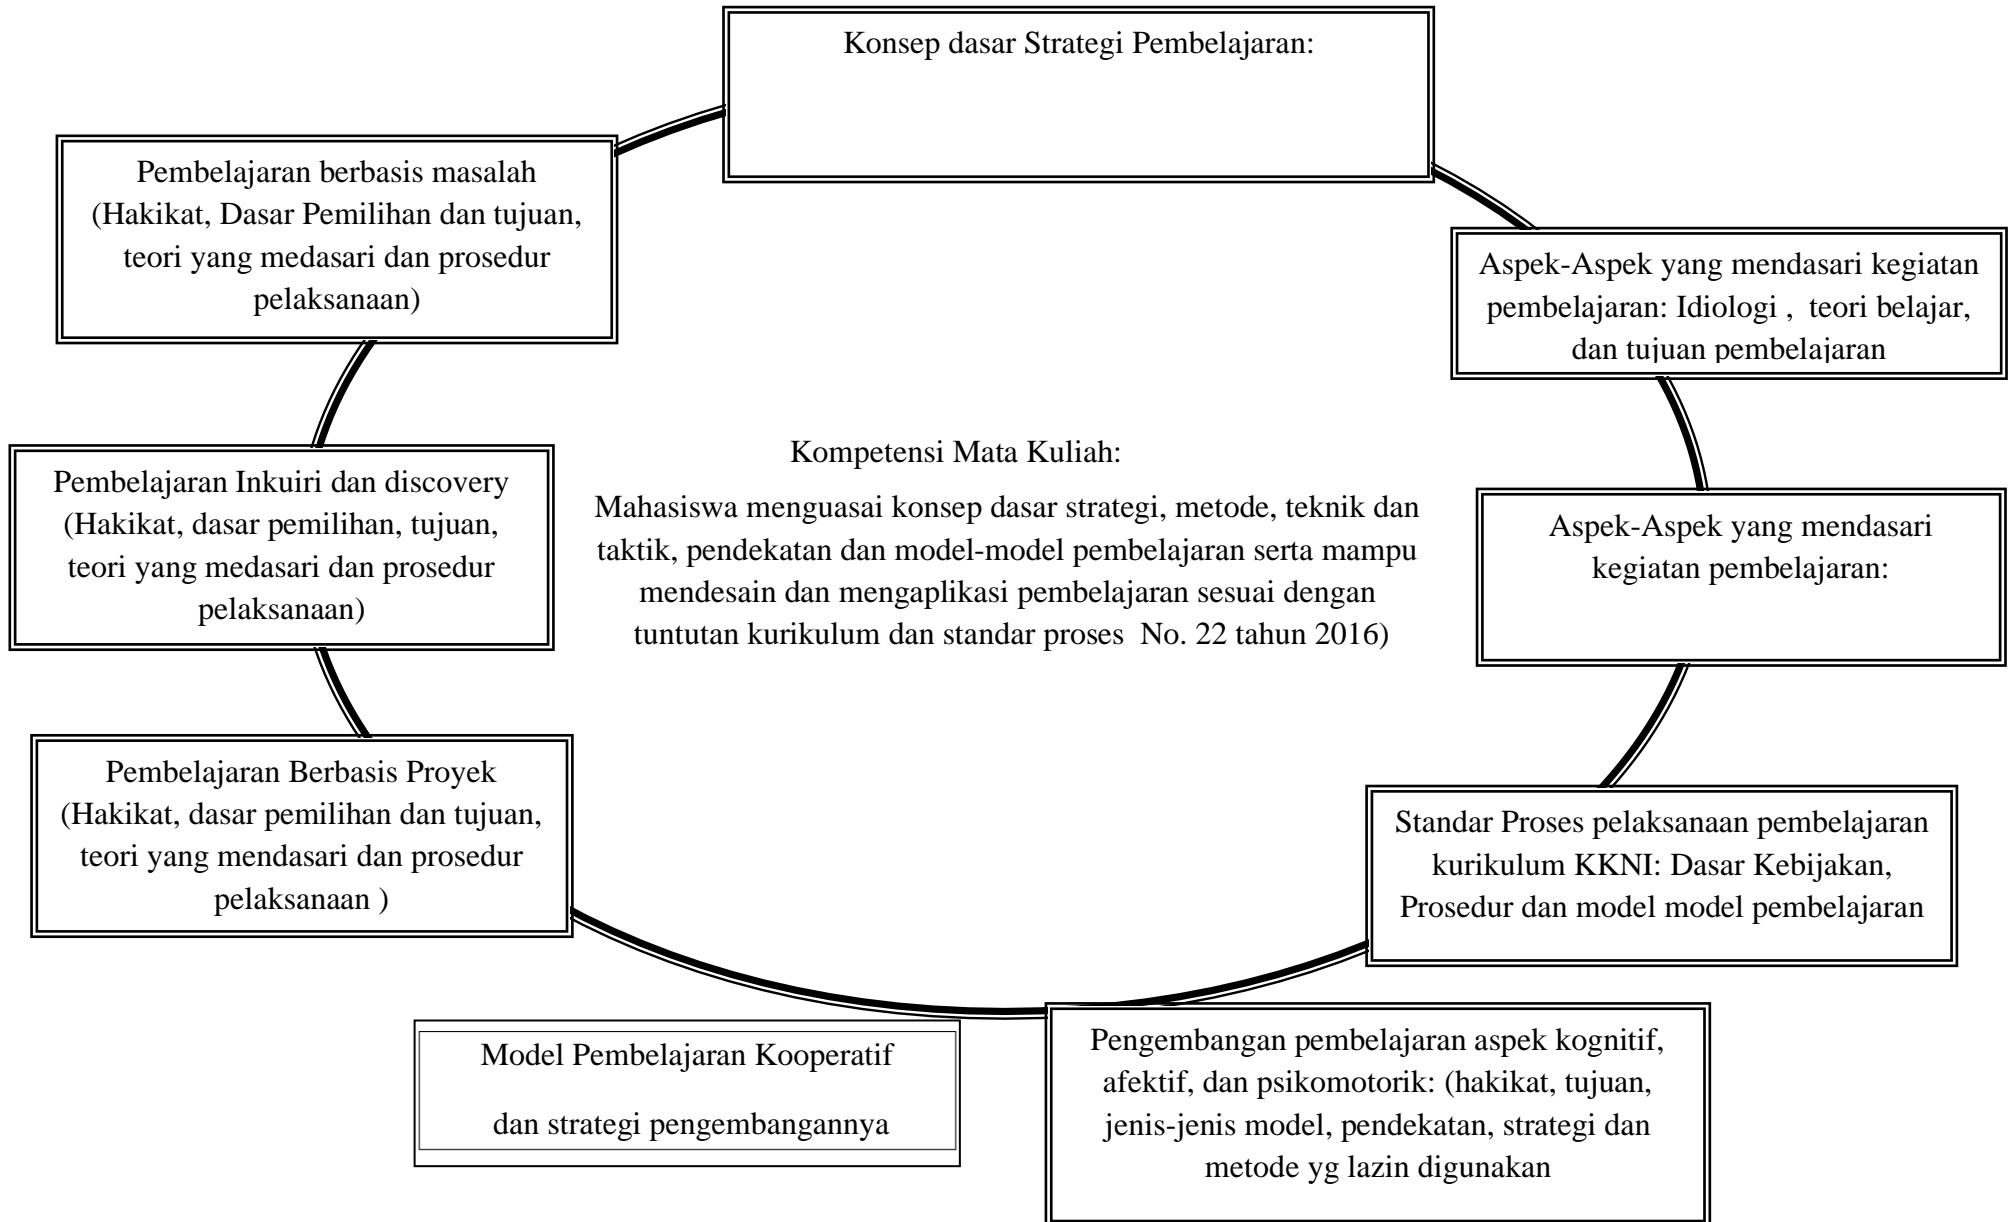 Konsep dasar Strategi Pembelajaran:
Pembelajaran berbasis masalah
(Hakikat, Dasar Pemilihan dan tujuan,
teori yang medasari dan prosedur
pelaksanaan)
Aspek-Aspek yang mendasari kegiatan
pembelajaran: Idiologi , teori belajar,
dan tujuan pembelajaran
Pembelajaran Inkuiri dan discovery
(Hakikat, dasar pemilihan, tujuan,
teori yang medasari dan prosedur
pelaksanaan)
Kompetensi Mata Kuliah:
Mahasiswa menguasai konsep dasar strategi, metode, teknik dan
taktik, pendekatan dan model-model pembelajaran serta mampu
mendesain dan mengaplikasi pembelajaran sesuai dengan
tuntutan kurikulum dan standar proses No. 22 tahun 2016)
Aspek-Aspek yang mendasari
kegiatan pembelajaran:
Pembelajaran Berbasis Proyek
(Hakikat, dasar pemilihan dan tujuan,
teori yang mendasari dan prosedur
pelaksanaan )
Standar Proses pelaksanaan pembelajaran
kurikulum KKNI: Dasar Kebijakan,
Prosedur dan model model pembelajaran
Model Pembelajaran Kooperatif
dan strategi pengembangannya
Pengembangan pembelajaran aspek kognitif,
afektif, dan psikomotorik: (hakikat, tujuan,
jenis-jenis model, pendekatan, strategi dan
metode yg lazin digunakan